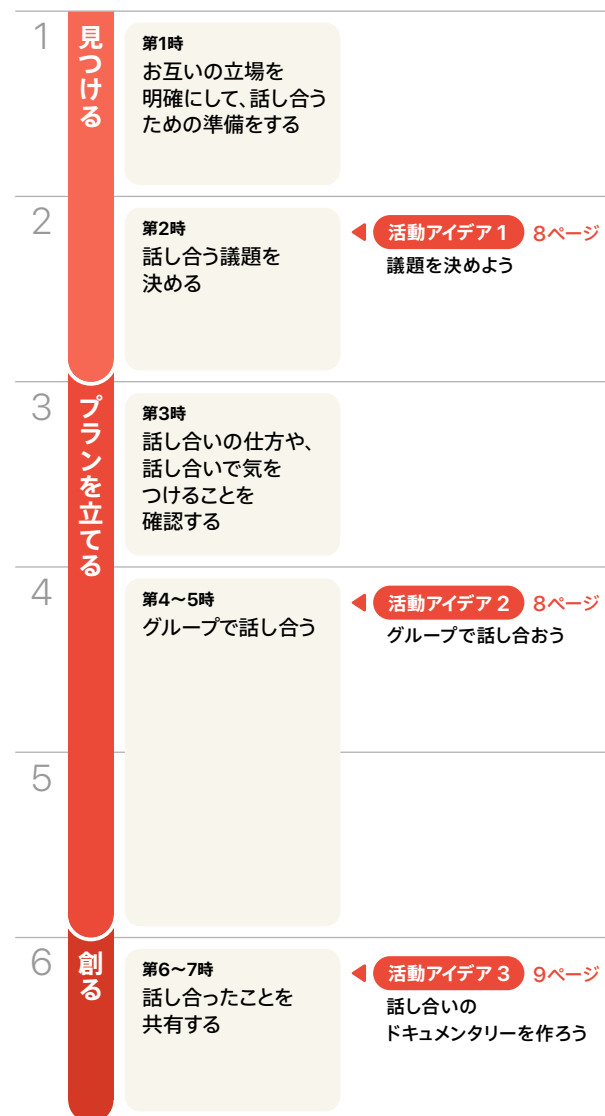 1
見つける
第1時
お互いの立場を
明確にして、話し合う
ための準備をする
2
第2時
話し合う議題を
決める
活動アイデア 1 8ページ
議題を決めよう
3
プランを立てる
第3時
話し合いの仕方や、
話し合いで気を
つけることを
確認する
4
第4〜5時
グループで話し合う
活動アイデア 2 8ページ
グループで話し合おう
5
6
創る
第6〜7時
話し合ったことを
共有する
活動アイデア 3 9ページ
話し合いの
ドキュメンタリーを作ろう